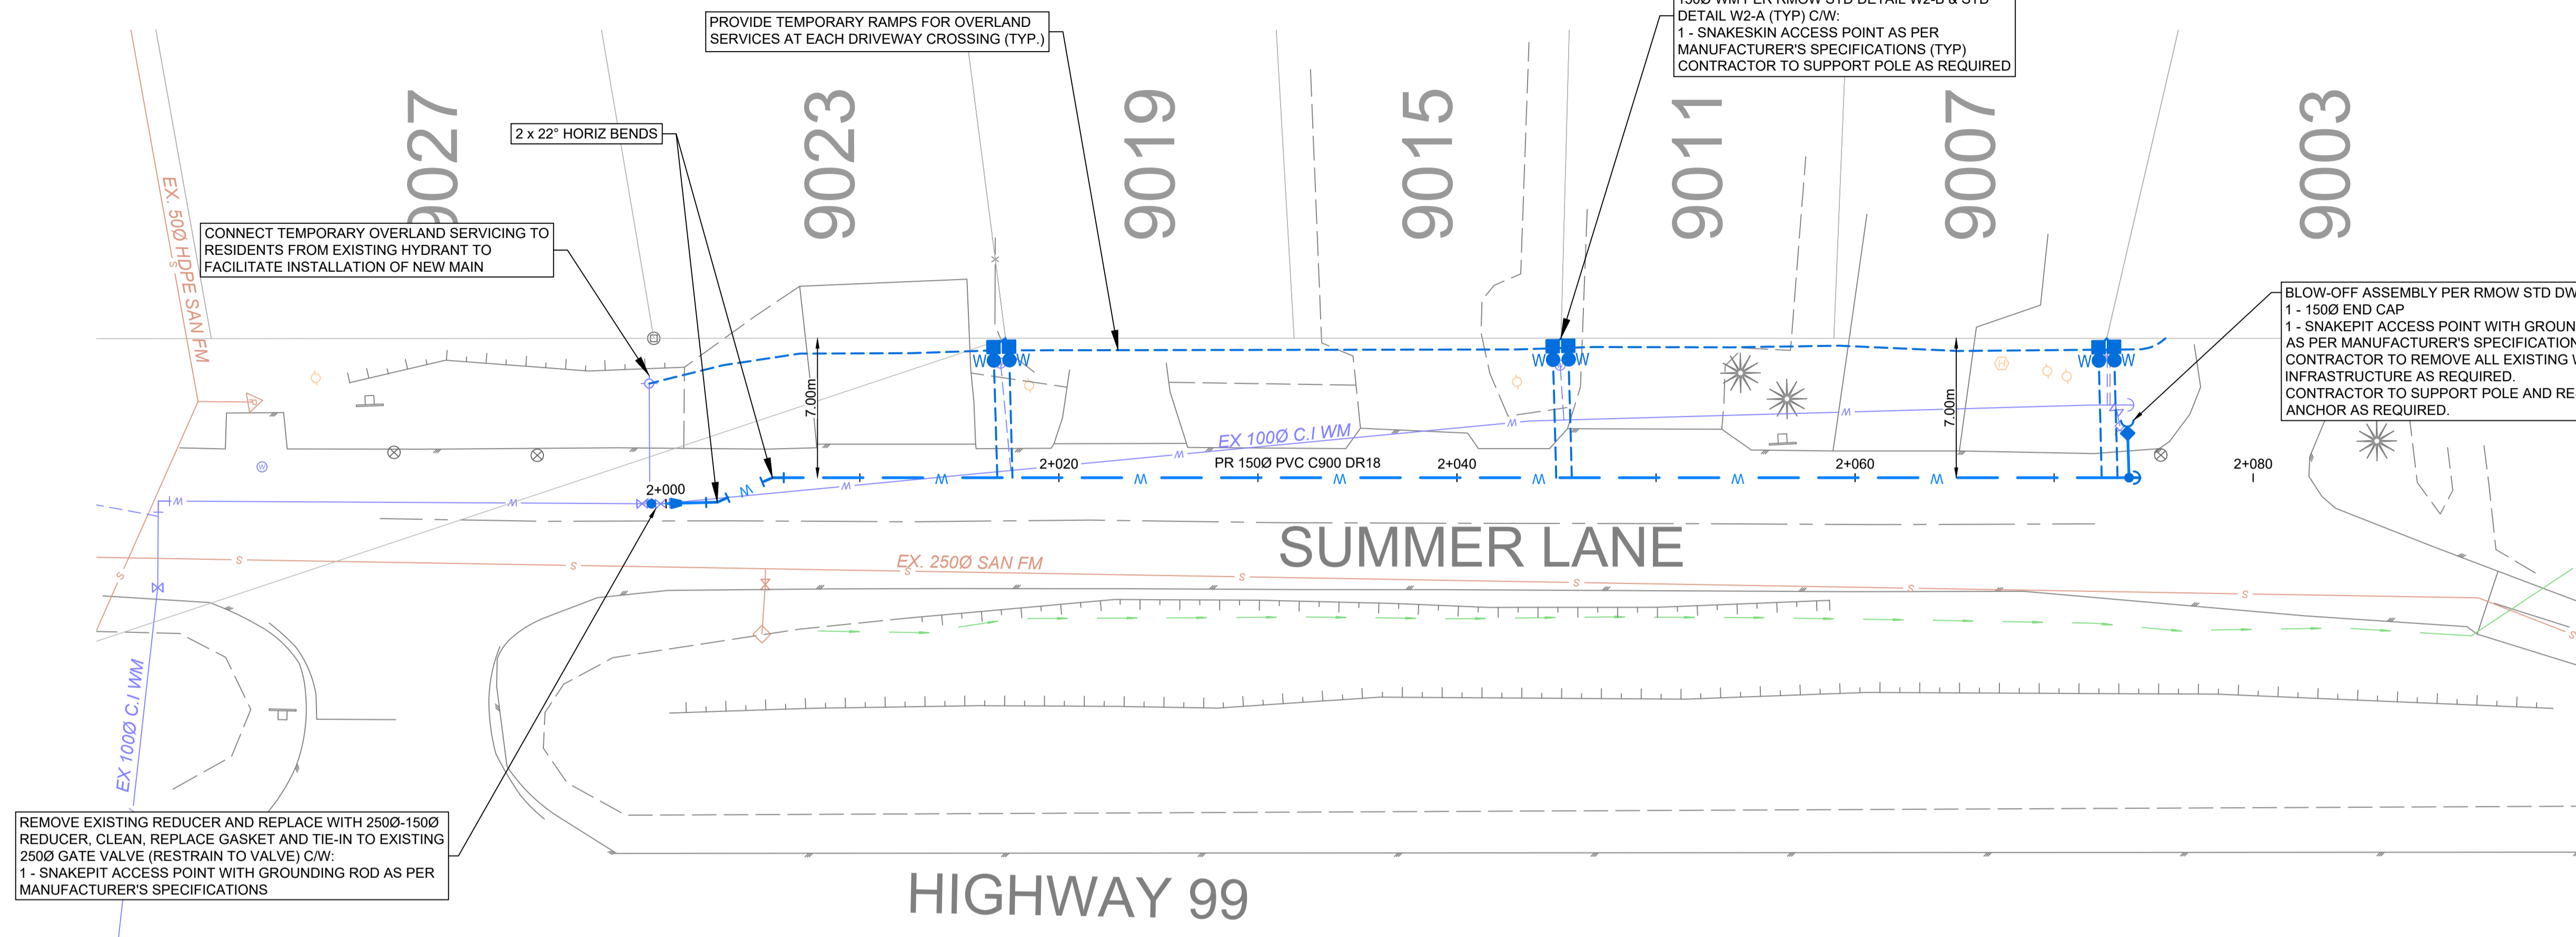 PROVIDE TEMPORARY RAMPS FOR OVERLAND
SERVICES AT EACH DRIVEWAY CROSSING (TYP.)
150Ø WM PER RMOW STD DETAIL W2-B & STD
DETAIL W2-A (TYP) C/W:
1 - SNAKESKIN ACCESS POINT AS PER
MANUFACTURER'S SPECIFICATIONS (TYP)
CONTRACTOR TO SUPPORT POLE AS REQUIRED
9027
9023
9019
9015
9011
9007
9003
2 x 22° HORIZ BENDS
EX. 50Ø HDPE SAN FM
S
CONNECT TEMPORARY OVERLAND SERVICING TO
RESIDENTS FROM EXISTING HYDRANT TO
FACILITATE INSTALLATION OF NEW MAIN
BLOW-OFF ASSEMBLY PER RMOW STD DW
1 - 150Ø END CAP
1 - SNAKEPIT ACCESS POINT WITH GROUN
AS PER MANUFACTURER'S SPECIFICATION
CONTRACTOR TO REMOVE ALL EXISTING W
INFRASTRUCTURE AS REQUIRED.
CONTRACTOR TO SUPPORT POLE AND RE
ANCHOR AS REQUIRED.
W W
W W
W W
H
7.00m
7.00m
W
W
EX 100Ø C.I WM
W
W
W
PR 150Ø PVC C900 DR18
2+000
2+020
2+040
2+060
2+080
W
W
W
W
W
W
W
W
W
SUMMER LANE
EX. 250Ø SAN FM
S
S
S
S
S
S
S
S
S
EX 100Ø C.I WM
REMOVE EXISTING REDUCER AND REPLACE WITH 250Ø-150Ø
REDUCER, CLEAN, REPLACE GASKET AND TIE-IN TO EXISTING
250Ø GATE VALVE (RESTRAIN TO VALVE) C/W:
1 - SNAKEPIT ACCESS POINT WITH GROUNDING ROD AS PER
MANUFACTURER'S SPECIFICATIONS
HIGHWAY 99